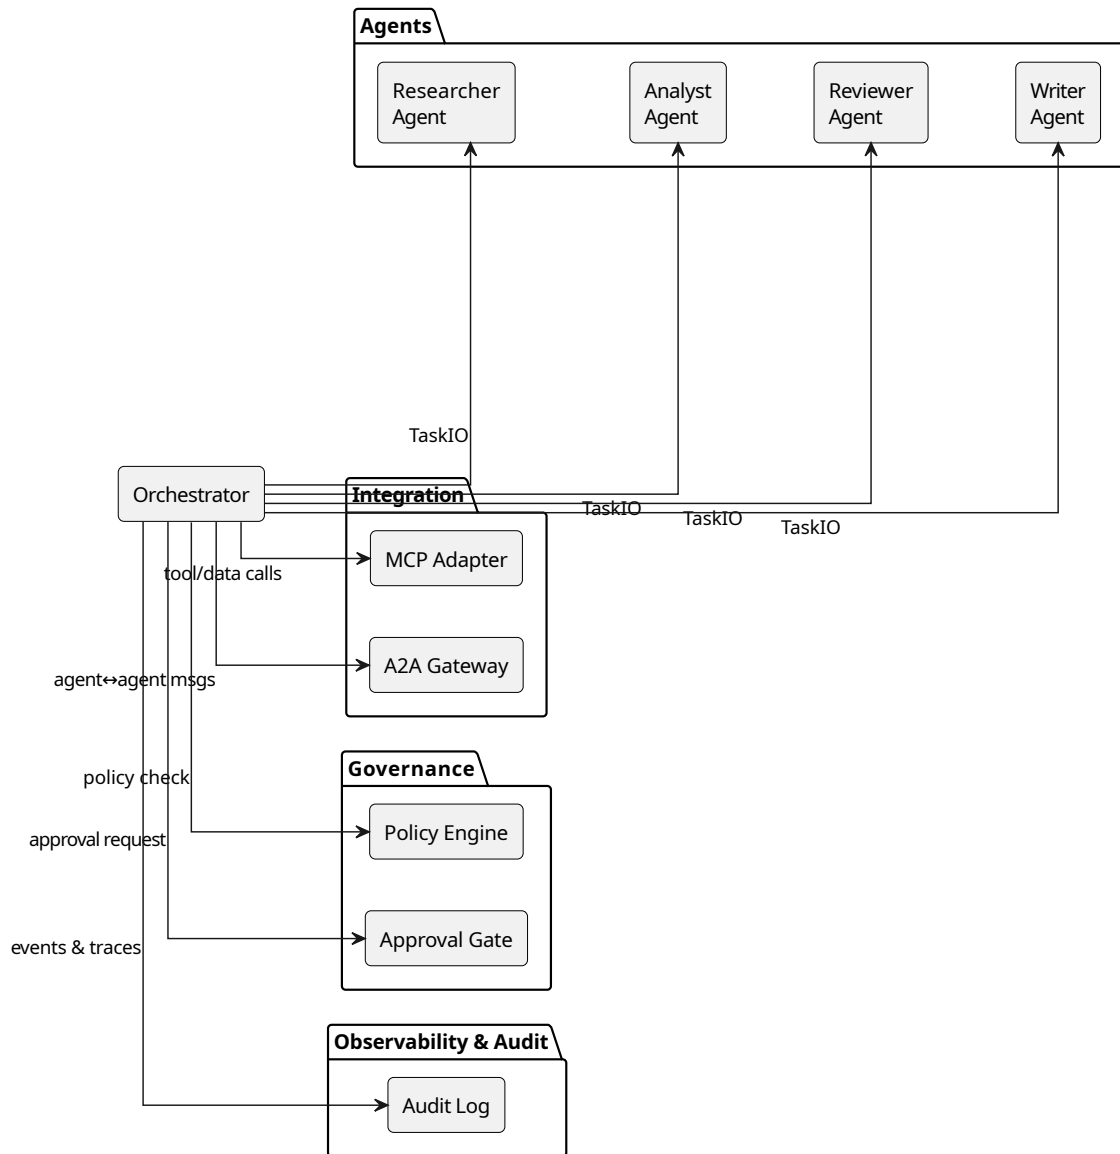 Agents
Researcher
Agent
Analyst
Agent
Reviewer
Agent
Writer
Agent
TaskIO
Orchestrator
Integration
TaskIO
TaskIO
TaskIO
MCP Adapter
tool/data calls
A2A Gateway
agent↔agent msgs
Governance
policy check
Policy Engine
approval request
Approval Gate
events & traces
Observability & Audit
Audit Log